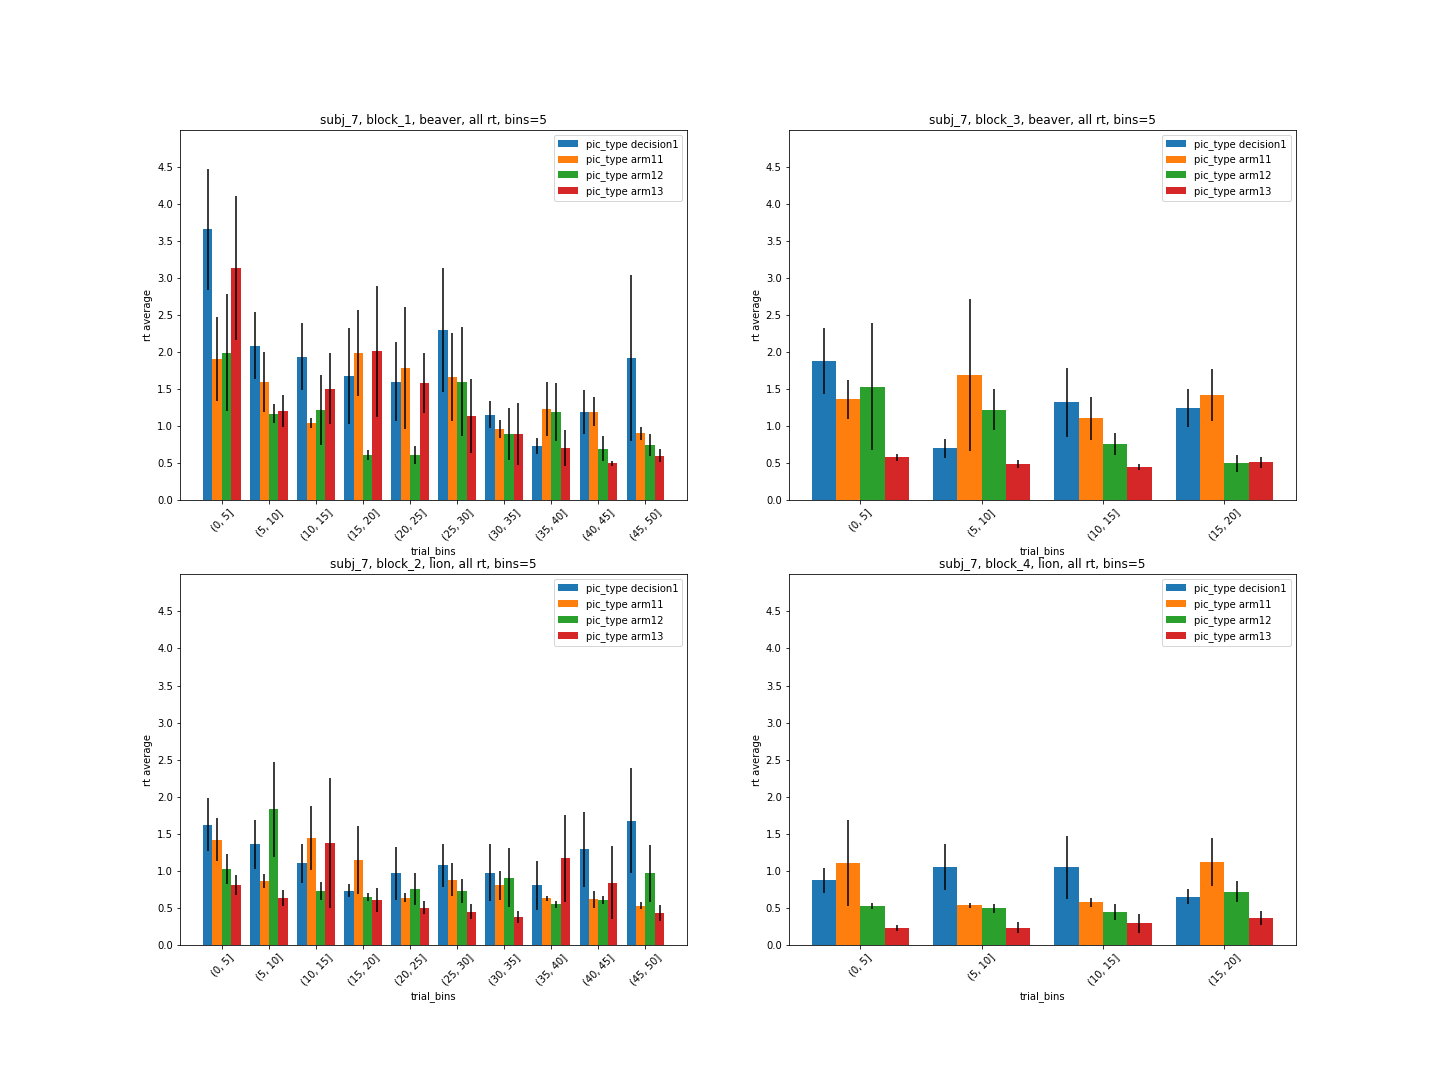 subj_7, block_1, beaver, all rt, bins=5
pic_type decision1
pic_type arm11
pic_type arm12
pic_type arm13
rt average
4.5
4.0
3.5
3.0
2.5
2.0
1.5
1.0
0.5
0.0
(0, 5]
(5, 10]
(10, 15]
(15, 20]
(20, 25]
(25, 30]
(30, 35]
(35, 40]
(40, 45]
(45, 50]
trial_bins
subj_7, block_3, beaver, all rt, bins=5
pic_type decision1
pic_type arm11
pic_type arm12
pic_type arm13
rt average
4.5
4.0
3.5
3.0
2.5
2.0
1.5
1.0
0.5
0.0
(0, 5]
(5, 10]
(10, 15]
(15, 20]
trial_bins
subj_7, block_2, lion, all rt, bins=5
pic_type decision1
pic_type arm11
pic_type arm12
pic_type arm13
rt average
4.5
4.0
3.5
3.0
2.5
2.0
1.5
1.0
0.5
0.0
(0, 5]
(5, 10]
(10, 15]
(15, 20]
(20, 25]
(25, 30]
(30, 35]
(35, 40]
(40, 45]
(45, 50]
trial_bins
subj_7, block_4, lion, all rt, bins=5
pic_type decision1
pic_type arm11
pic_type arm12
pic_type arm13
rt average
4.5
4.0
3.5
3.0
2.5
2.0
1.5
1.0
0.5
0.0
(0, 5]
(5, 10]
(10, 15]
(15, 20]
trial_bins